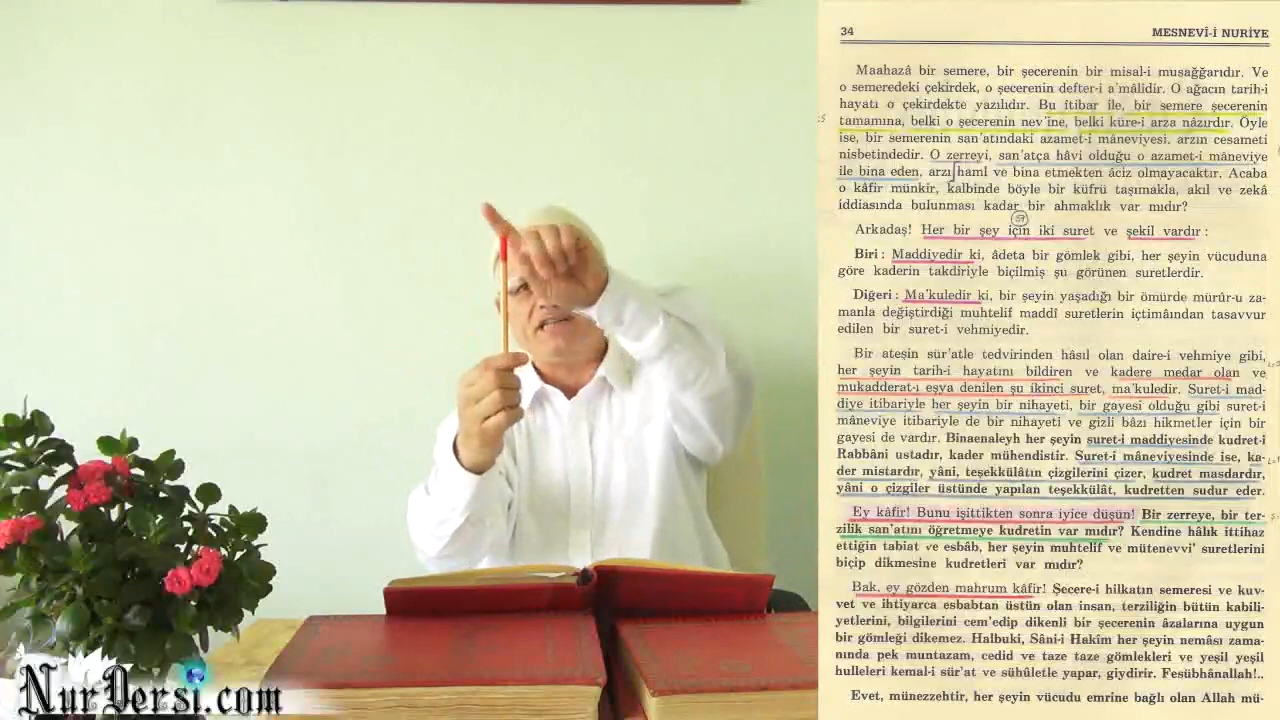 34 MESNEVÎ-İ NURİYE
Maahazâ bir semere, bir şecerenin bir misal-i musağğarıdır. Ve
o semeredeki çekirdek, o şecerenin defter-i a'mâlidir. O ağacın tarih-i
hayatı o çekirdekte yazılıdır. Bu îtibar ile, bir semere şecerenin
tamamına, belki o şecerenin nev'ine, belki küre-i arza nâzırdır. Öyle
ise, bir semerenin san'atındaki azamet-i mâneviyesi. arzın cesameti
nisbetindedir. O zerreyi, san'atça hâvi olduğu o azamet-i mâneviye
ile bina eden, arzı haml ve bina etmekten âciz olmayacaktır. Acaba
o kâfir münkir, kalbinde böyle bir küfrü taşımakla, akıl ve zekâ
iddiasında bulunması kadar bir ahmaklık var mıdır?
Arkadaş! Her bir şey için iki suret ve şekil vardır :
Biri : Maddiyedir ki, âdeta bir gömlek gibi, her şeyin vücuduna
göre kaderin takdiriyle biçilmiş şu görünen suretlerdir.
Diğeri : Ma'kuledir ki, bir şeyin yaşadığı bir ömürde mürûr-u za-
manla değiştirdiği muhtelif maddî suretlerin içtimâından tasavvur
edilen bir suret-i vehmiyedir.
Bir ateşin sür'atle tedvirinden hâsıl olan daire-i vehmiye gibi,
her şeyin tarih-i hayatını bildiren ve kadere medar olan ve
mukadderat-ı eşya denilen şu ikinci suret, ma'kuledir. Suret-i mad-
diye itibariyle her şeyin bir nihayeti, bir gayesi olduğu gibi suret-i
mâneviye itibariyle de bir nihayeti ve gizli bâzı hikmetler için bir
gayesi de vardır. Binaenaleyh her şeyin suret-i maddiyesinde kudret-i
Rabbâni ustadır, kader mühendistir. Suret-i mâneviyesinde ise, ka-
der mistardır, yâni, teşekkülâtın çizgilerini çizer, kudret masdardır,
yâni o çizgiler üstünde yapılan teşekkülât, kudretten sudur eder.
Ey kâfir! Bunu işittikten sonra iyice düşün! Bir zerreye, bir ter-
zilik san'atını öğretmeye kudretin var mıdır? Kendine hâlık ittihaz
ettiğin tabiat ve esbâb, her şeyin muhtelif ve mütenevvi' suretlerini
biçip dikmesine kudretleri var mıdır?
Bak, ey gözden mahrum kâfir! Şecere-i hilkatın semeresi ve kuv-
vet ve ihtiyarca esbabtan üstün olan insan, terziliğin bütün kabili-
yetlerini, bilgilerini cem'edip dikenli bir şecerenin âzalarına uygun
bir gömleği dikemez. Halbuki, Sâni-i Hakîm her şeyin nemâsı zama-
nında pek muntazam, cedid ve taze taze gömlekleri ve yeşil yeşil
hulleleri kemal-i sür'at ve sühûletle yapar, giydirir. Fesübhânallah!..
Evet, münezzehtir, her şeyin vücudu emrine bağlı olan Allah mü-
NurDersi.com